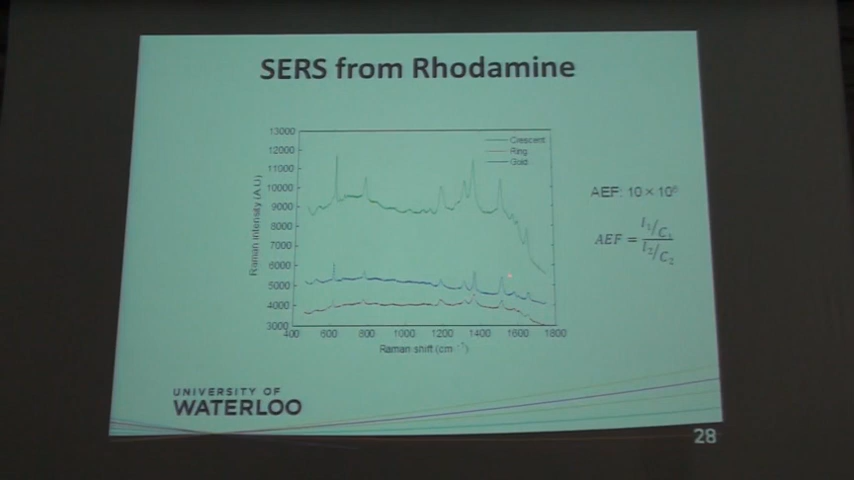 SERS from Rhodamine
13000
12000
11000
10000
9000
8000
7000
6000
5000
4000
3000
400 600 800 1000 1200 1400 1600 1800
Raman intensity (A.U)
Raman shift (cm⁻¹)
Crescent
Ring
Gold
AEF: 10 × 10⁶
AEF = I₁/C₁ / I₂/C₂
UNIVERSITY OF
WATERLOO
28